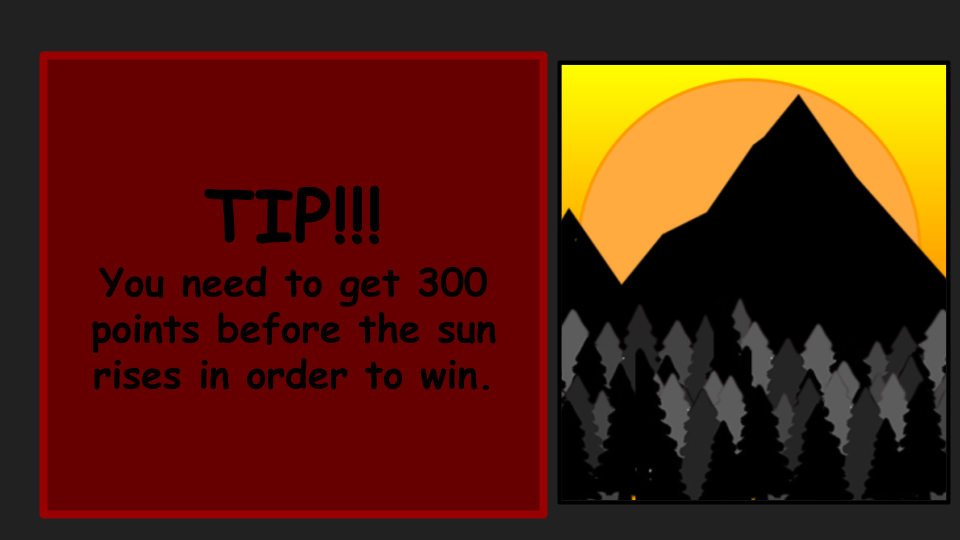 TIP!!!
You need to get 300
points before the sun
rises in order to win.